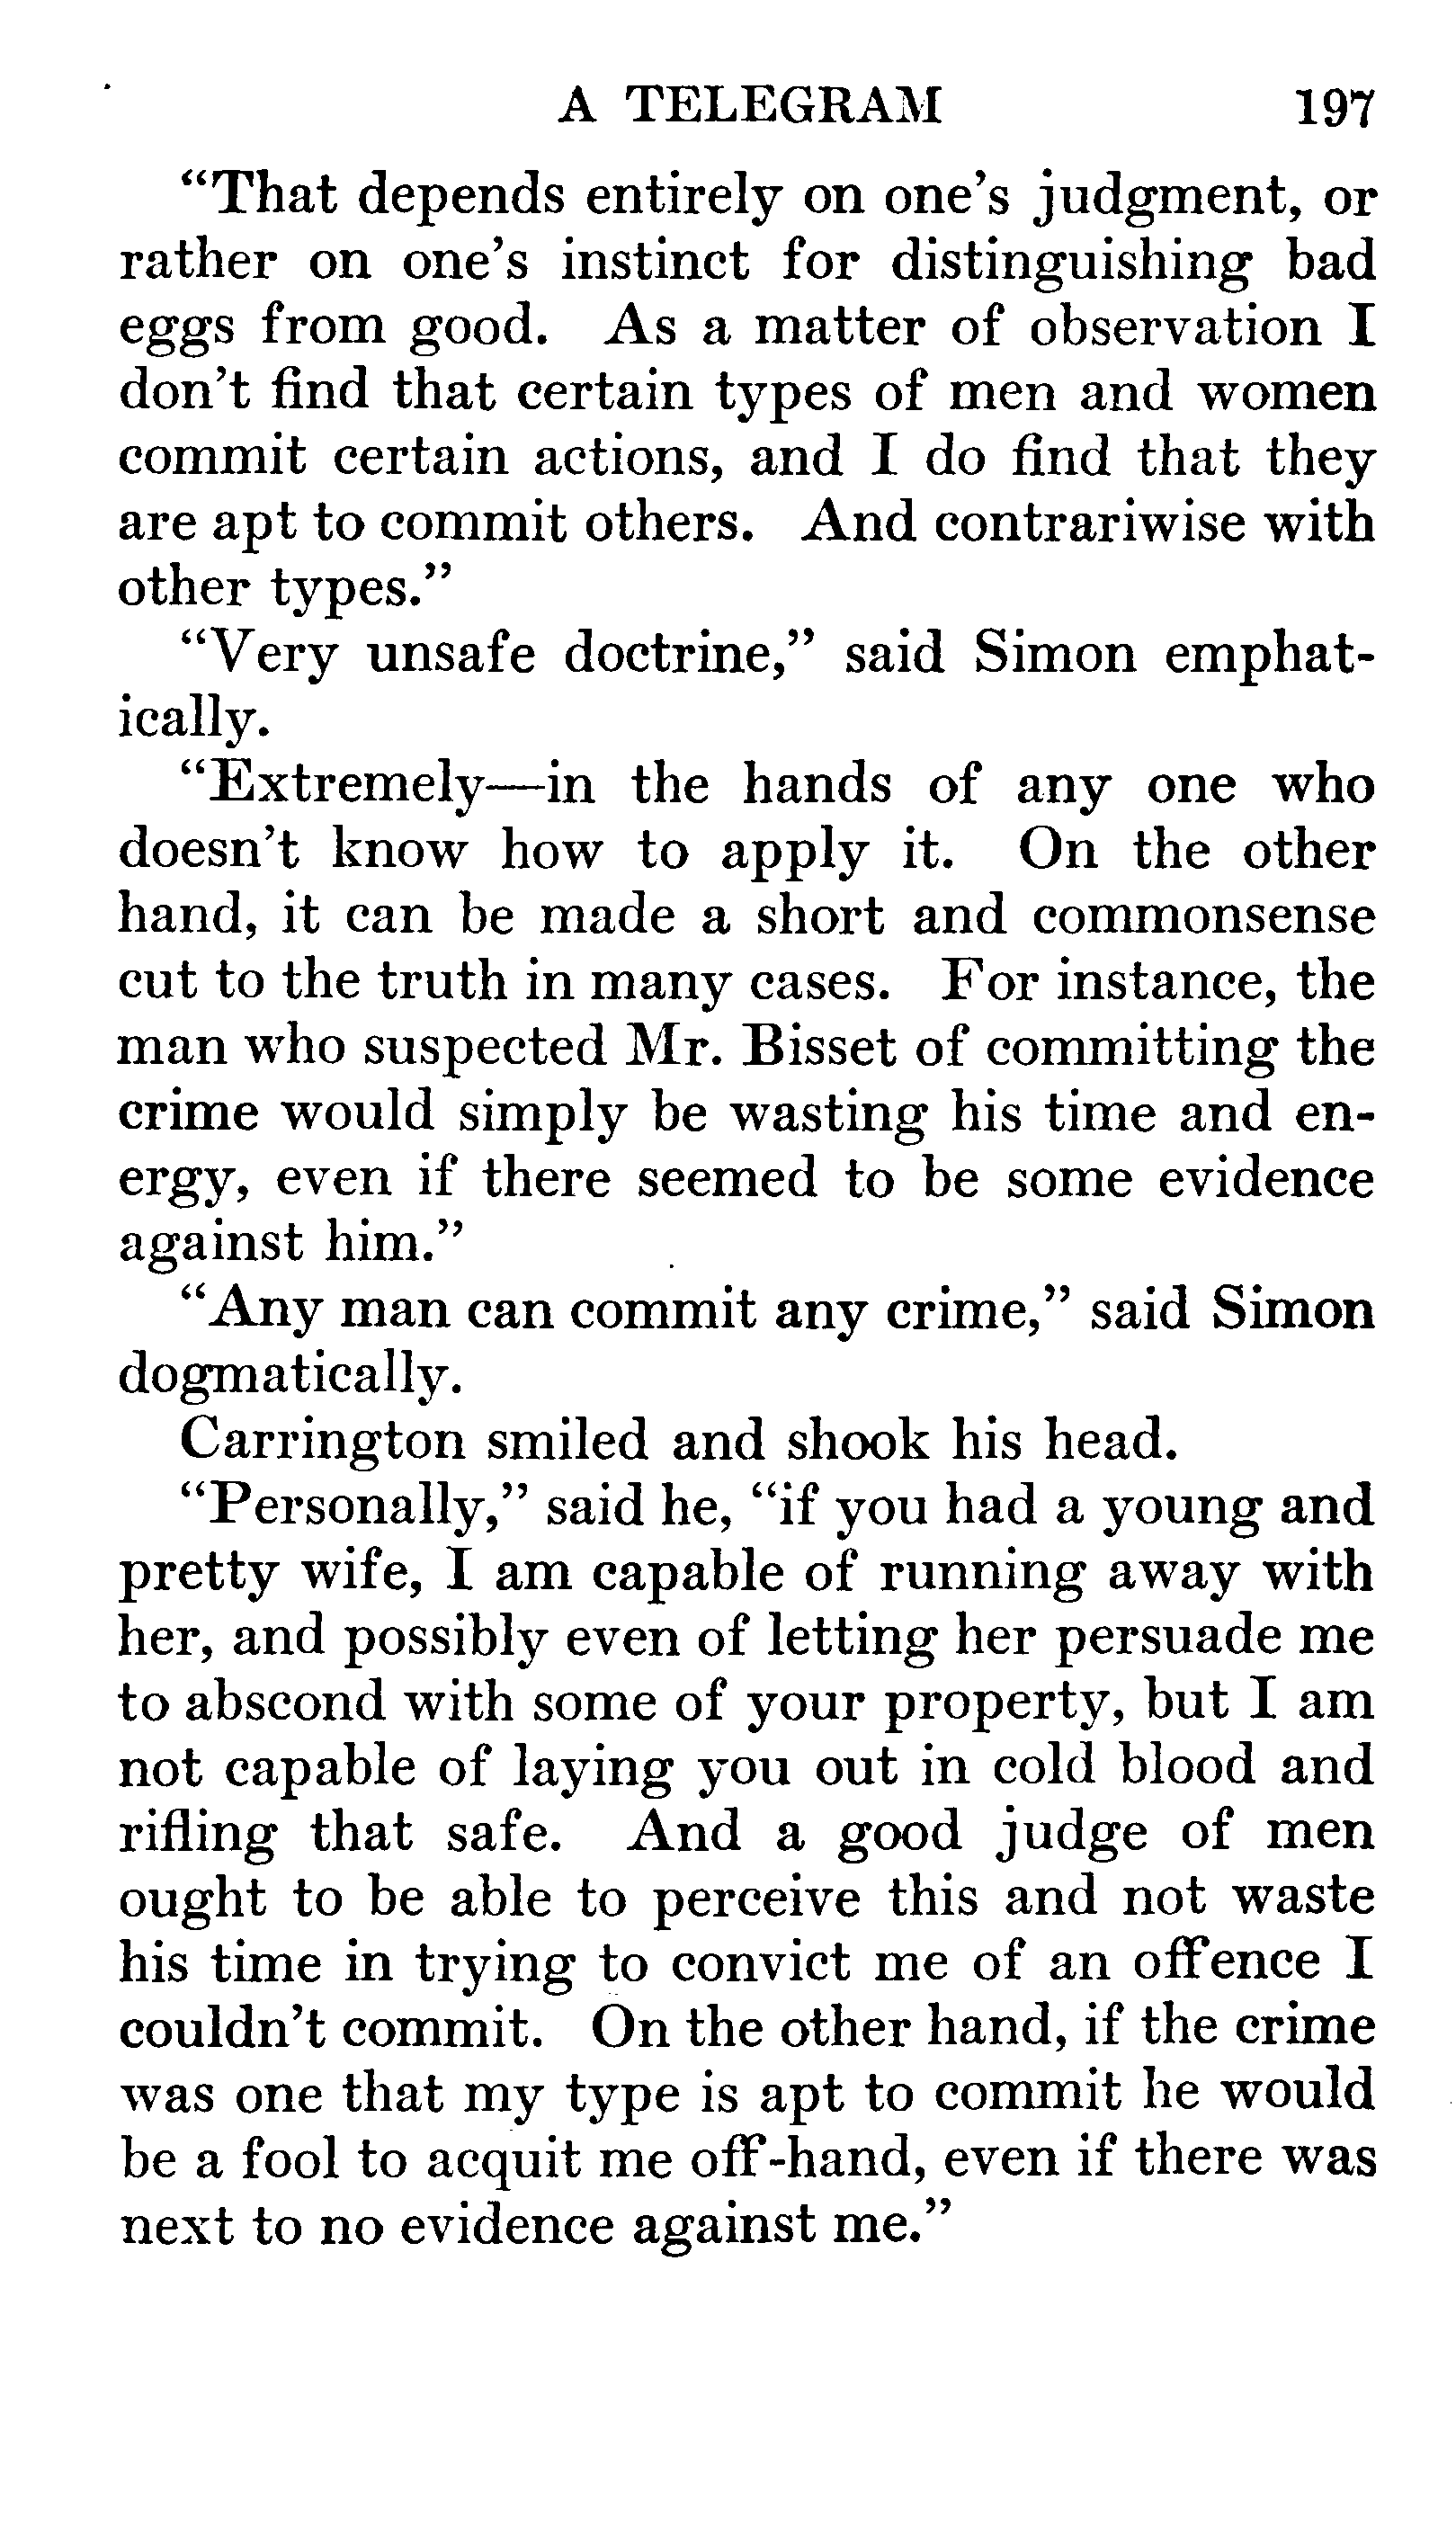 A TELEGRAM 197
“That depends entirely on one’s judgment, or
rather on one’s instinct for distinguishing bad
eggs from good. As a matter of observation I
don’t find that certain types of men and women
commit certain actions, and I do find that they
are apt to commit others. And contrariwise with
other types.”
“Very unsafe doctrine,” said Simon emphat-
ically.
“Extremely—in the hands of any one who
doesn’t know how to apply it. On the other
hand, it can be made a short and commonsense
cut to the truth in many cases. For instance, the
man who suspected Mr. Bisset of committing the
crime would simply be wasting his time and en-
ergy, even if there seemed to be some evidence
against him.”
“Any man can commit any crime,” said Simon
dogmatically.
Carrington smiled and shook his head.
“Personally,” said he, “if you had a young and
pretty wife, I am capable of running away with
her, and possibly even of letting her persuade me
to abscond with some of your property, but I am
not capable of laying you out in cold blood and
rifling that safe. And a good judge of men
ought to be able to perceive this and not waste
his time in trying to convict me of an offence I
couldn’t commit. On the other hand, if the crime
was one that my type is apt to commit he would
be a fool to acquit me off-hand, even if there was
next to no evidence against me.”